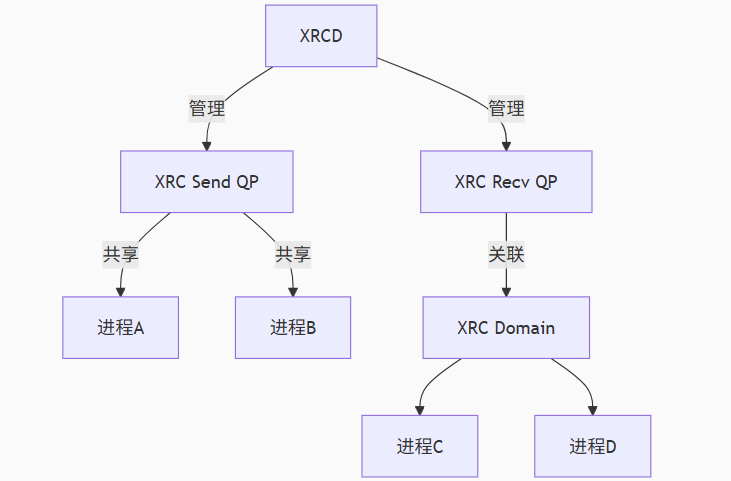 XRCD
管理
管理
XRC Send QP
XRC Recv QP
共享
共享
关联
进程A
进程B
XRC Domain
进程C
进程D